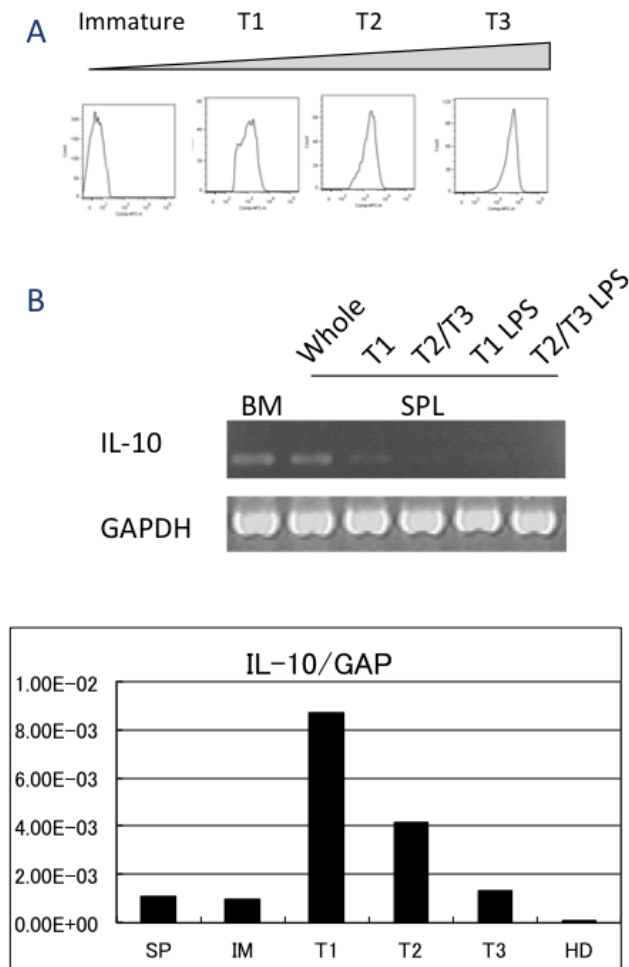 A
Immature T1 T2 T3
B
Whole T1 T2/T3 T1 LPS T2/T3 LPS
BM SPL
IL-10
GAPDH
IL-10/GAP
1.00E-02
8.00E-03
6.00E-03
4.00E-03
2.00E-03
0.00E+00
SP IM T1 T2 T3 HD